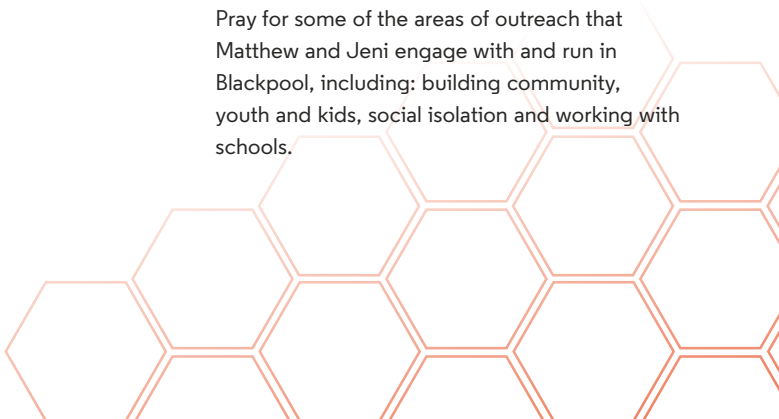 Pray for some of the areas of outreach that
Matthew and Jeni engage with and run in
Blackpool, including: building community,
youth and kids, social isolation and working with
schools.